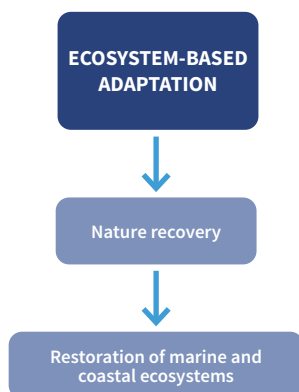 ECOSYSTEM-BASED
ADAPTATION
Nature recovery
Restoration of marine and
coastal ecosystems